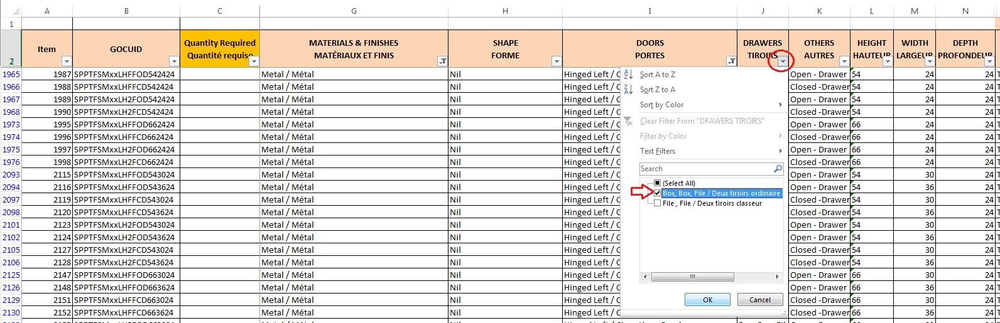 A B C G H I J K L M N
1
Item GOCUID Quantity Required MATERIALS & FINISHES SHAPE DOORS DRAWERS OTHERS HEIGHT WIDTH DEPTH
2 Quantité requise MATÉRIAUX ET FINIS FORME PORTES TIROIRS AUTRES HAUTEUR LARGEUR PROFONDEUR
1965 1987 SPPTFSMxxLHFFOD542424 Metal / Métal Nil Hinged Left / Open - Drawer 54 24 24
1966 1988 SPPTFSMxxLHFFCD542424 Metal / Métal Nil Hinged Left / Closed -Drawer 54 24 24
1967 1989 SPPTFSMxxLH2FOD542424 Metal / Métal Nil Hinged Left / Open - Drawer 54 24 24
1968 1990 SPPTFSMxxLH2FCD542424 Metal / Métal Nil Hinged Left / Closed -Drawer 54 24 24
1973 1995 SPPTFSMxxLHFFOD662424 Metal / Métal Nil Hinged Left / Open - Drawer 66 24 24
1974 1996 SPPTFSMxxLHFFCD662424 Metal / Métal Nil Hinged Left / Closed -Drawer 66 24 24
1975 1997 SPPTFSMxxLH2FOD662424 Metal / Métal Nil Hinged Left / Open - Drawer 66 24 24
1976 1998 SPPTFSMxxLH2FCD662424 Metal / Métal Nil Hinged Left / Closed -Drawer 66 24 24
2093 2115 SPPTFSMxxLHFFOD543024 Metal / Métal Nil Hinged Left / Open - Drawer 54 30 24
2094 2116 SPPTFSMxxLHFFOD543624 Metal / Métal Nil Hinged Left / Open - Drawer 54 36 24
2097 2119 SPPTFSMxxLHFFCD543024 Metal / Métal Nil Hinged Left / Closed -Drawer 54 30 24
2098 2120 SPPTFSMxxLHFFCD543624 Metal / Métal Nil Hinged Left / Closed -Drawer 54 36 24
2101 2123 SPPTFSMxxLH2FOD543024 Metal / Métal Nil Hinged Left / Open - Drawer 54 30 24
2102 2124 SPPTFSMxxLH2FOD543624 Metal / Métal Nil Hinged Left / Open - Drawer 54 36 24
2105 2127 SPPTFSMxxLH2FCD543024 Metal / Métal Nil Hinged Left / Closed -Drawer 54 30 24
2106 2128 SPPTFSMxxLH2FCD543624 Metal / Métal Nil Hinged Left / Closed -Drawer 54 36 24
2125 2147 SPPTFSMxxLHFFOD663024 Metal / Métal Nil Hinged Left / Open - Drawer 66 30 24
2126 2148 SPPTFSMxxLHFFOD663624 Metal / Métal Nil Hinged Left / Open - Drawer 66 36 24
2129 2151 SPPTFSMxxLHFFCD663024 Metal / Métal Nil Hinged Left / Closed -Drawer 66 30 24
2130 2152 SPPTFSMxxLHFFCD663624 Metal / Métal Nil Hinged Left / Closed -Drawer 66 36 24
Sort A to Z
Sort Z to A
Sort by Color
Clear Filter From "DRAWERS TIROIRS"
Filter by Color
Text Filters
Search
(Select All)
Box, Box, File / Deux tiroirs ordinaire
File , File / Deux tiroirs classeur
OK Cancel